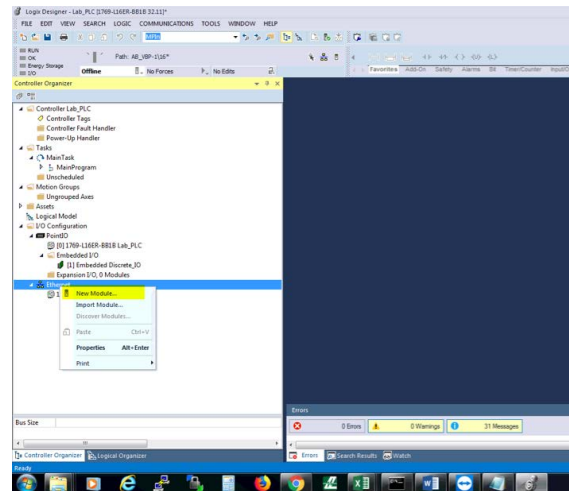 Logix Designer - Lab_PLC [1769-L16ER-BB1B 32.11]*
FILE EDIT VIEW SEARCH LOGIC COMMUNICATIONS TOOLS WINDOW HELP
RUN
OK
Energy Storage
I/O
Path: AB_VBP-1\16*
Offline
No Forces
No Edits
Favorites Add-On Safety Alarms Bit Timer/Counter
Controller Organizer
Controller Lab_PLC
Controller Tags
Controller Fault Handler
Power-Up Handler
Tasks
MainTask
MainProgram
Unscheduled
Motion Groups
Ungrouped Axes
Assets
Logical Model
I/O Configuration
PointIO
[0] 1769-L16ER-BB1B Lab_PLC
Embedded I/O
[1] Embedded Discrete_IO
Expansion I/O, 0 Modules
Ethernet
1
New Module...
Import Module...
Discover Modules...
Paste Ctrl+V
Properties Alt+Enter
Print
Bus Size
Errors
0 Errors
0 Warnings
31 Messages
Controller Organizer
Logical Organizer
Errors
Search Results
Watch
Ready